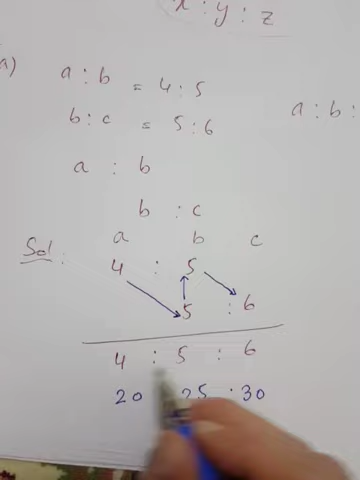 x : y : z
a)
a : b = 4 : 5
b : c = 5 : 6
a : b :
a : b
b : c
a b c
Sol :
4 : 5
5 : 6
4 : 5 : 6
20 25 : 30